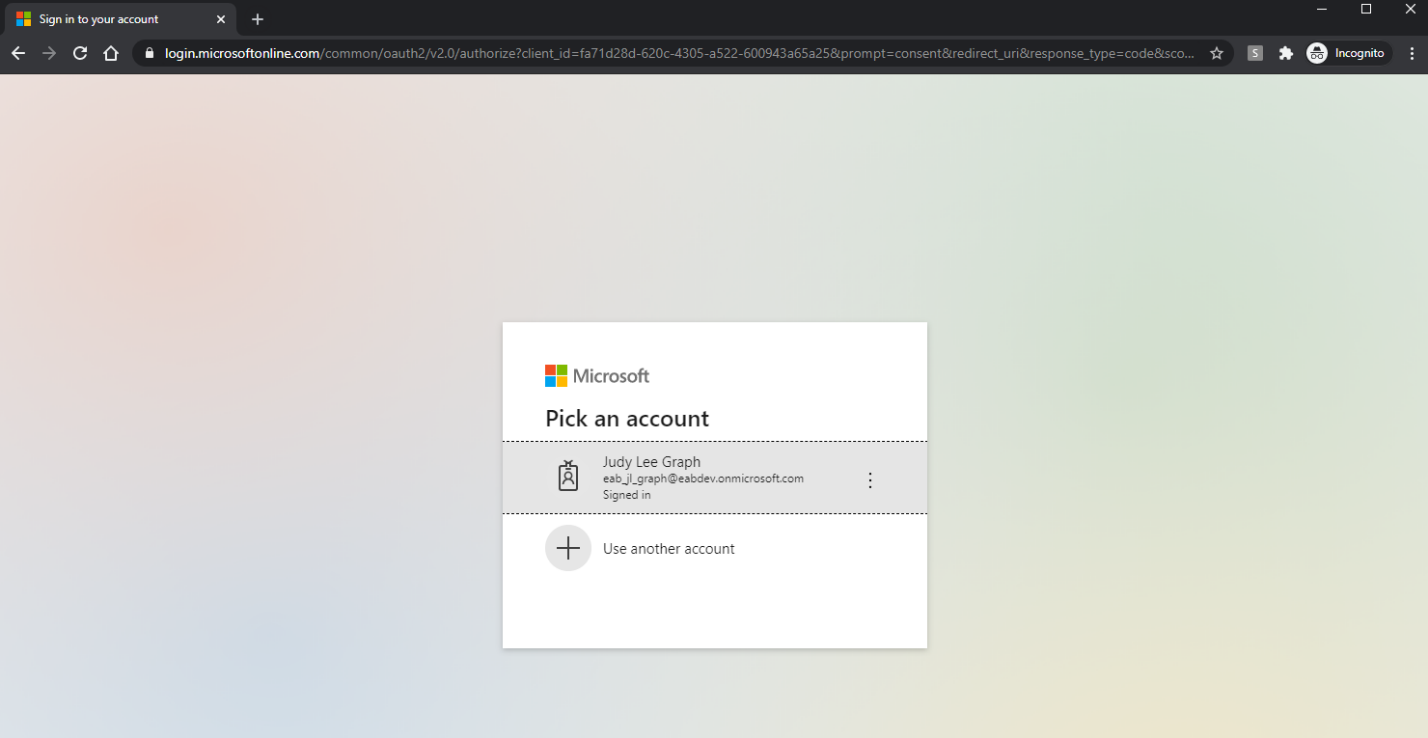 Sign in to your account
login.microsoftonline.com/common/oauth2/v2.0/authorize?client_id=fa71d28d-620c-4305-a522-600943a65a25&prompt=consent&redirect_uri&response_type=code&sco...
S
Incognito
Microsoft
Pick an account
Judy Lee Graph
eab_jl_graph@eabdev.onmicrosoft.com
Signed in
Use another account